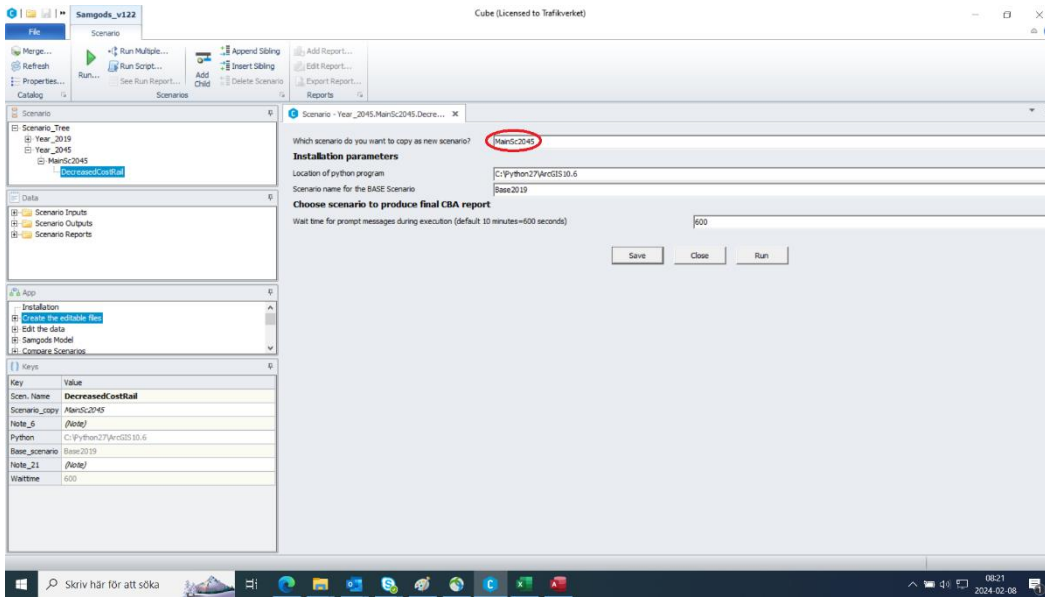 Samgods_v122
Cube (Licensed to Trafikverket)
File
Scenario
Merge...
Refresh
Properties...
Catalog
Run...
Run Multiple...
Run Script...
See Run Report...
Add Child
Append Sibling
Insert Sibling
Delete Scenario
Scenarios
Add Report...
Edit Report...
Export Report...
Reports
Scenario
Scenario_Tree
Year_2019
Year_2045
MainSc2045
DecreasedCostRail
Data
Scenario Inputs
Scenario Outputs
Scenario Reports
App
Installation
Create the editable files
Edit the data
Samgods Model
Compare Scenarios
Keys
Key Value
Scen. Name DecreasedCostRail
Scenario_copy MainSc2045
Note_6 (Note)
Python C:\Python27\ArcGIS10.6
Base_scenario Base2019
Note_21 (Note)
Waittime 600
Scenario - Year_2045.MainSc2045.Decre...
Which scenario do you want to copy as new scenario? MainSc2045
Installation parameters
Location of python program C:\Python27\ArcGIS10.6
Scenario name for the BASE Scenario Base2019
Choose scenario to produce final CBA report
Wait time for prompt messages during execution (default 10 minutes=600 seconds) 600
Save Close Run
Skriv här för att söka
08:21
2024-02-08